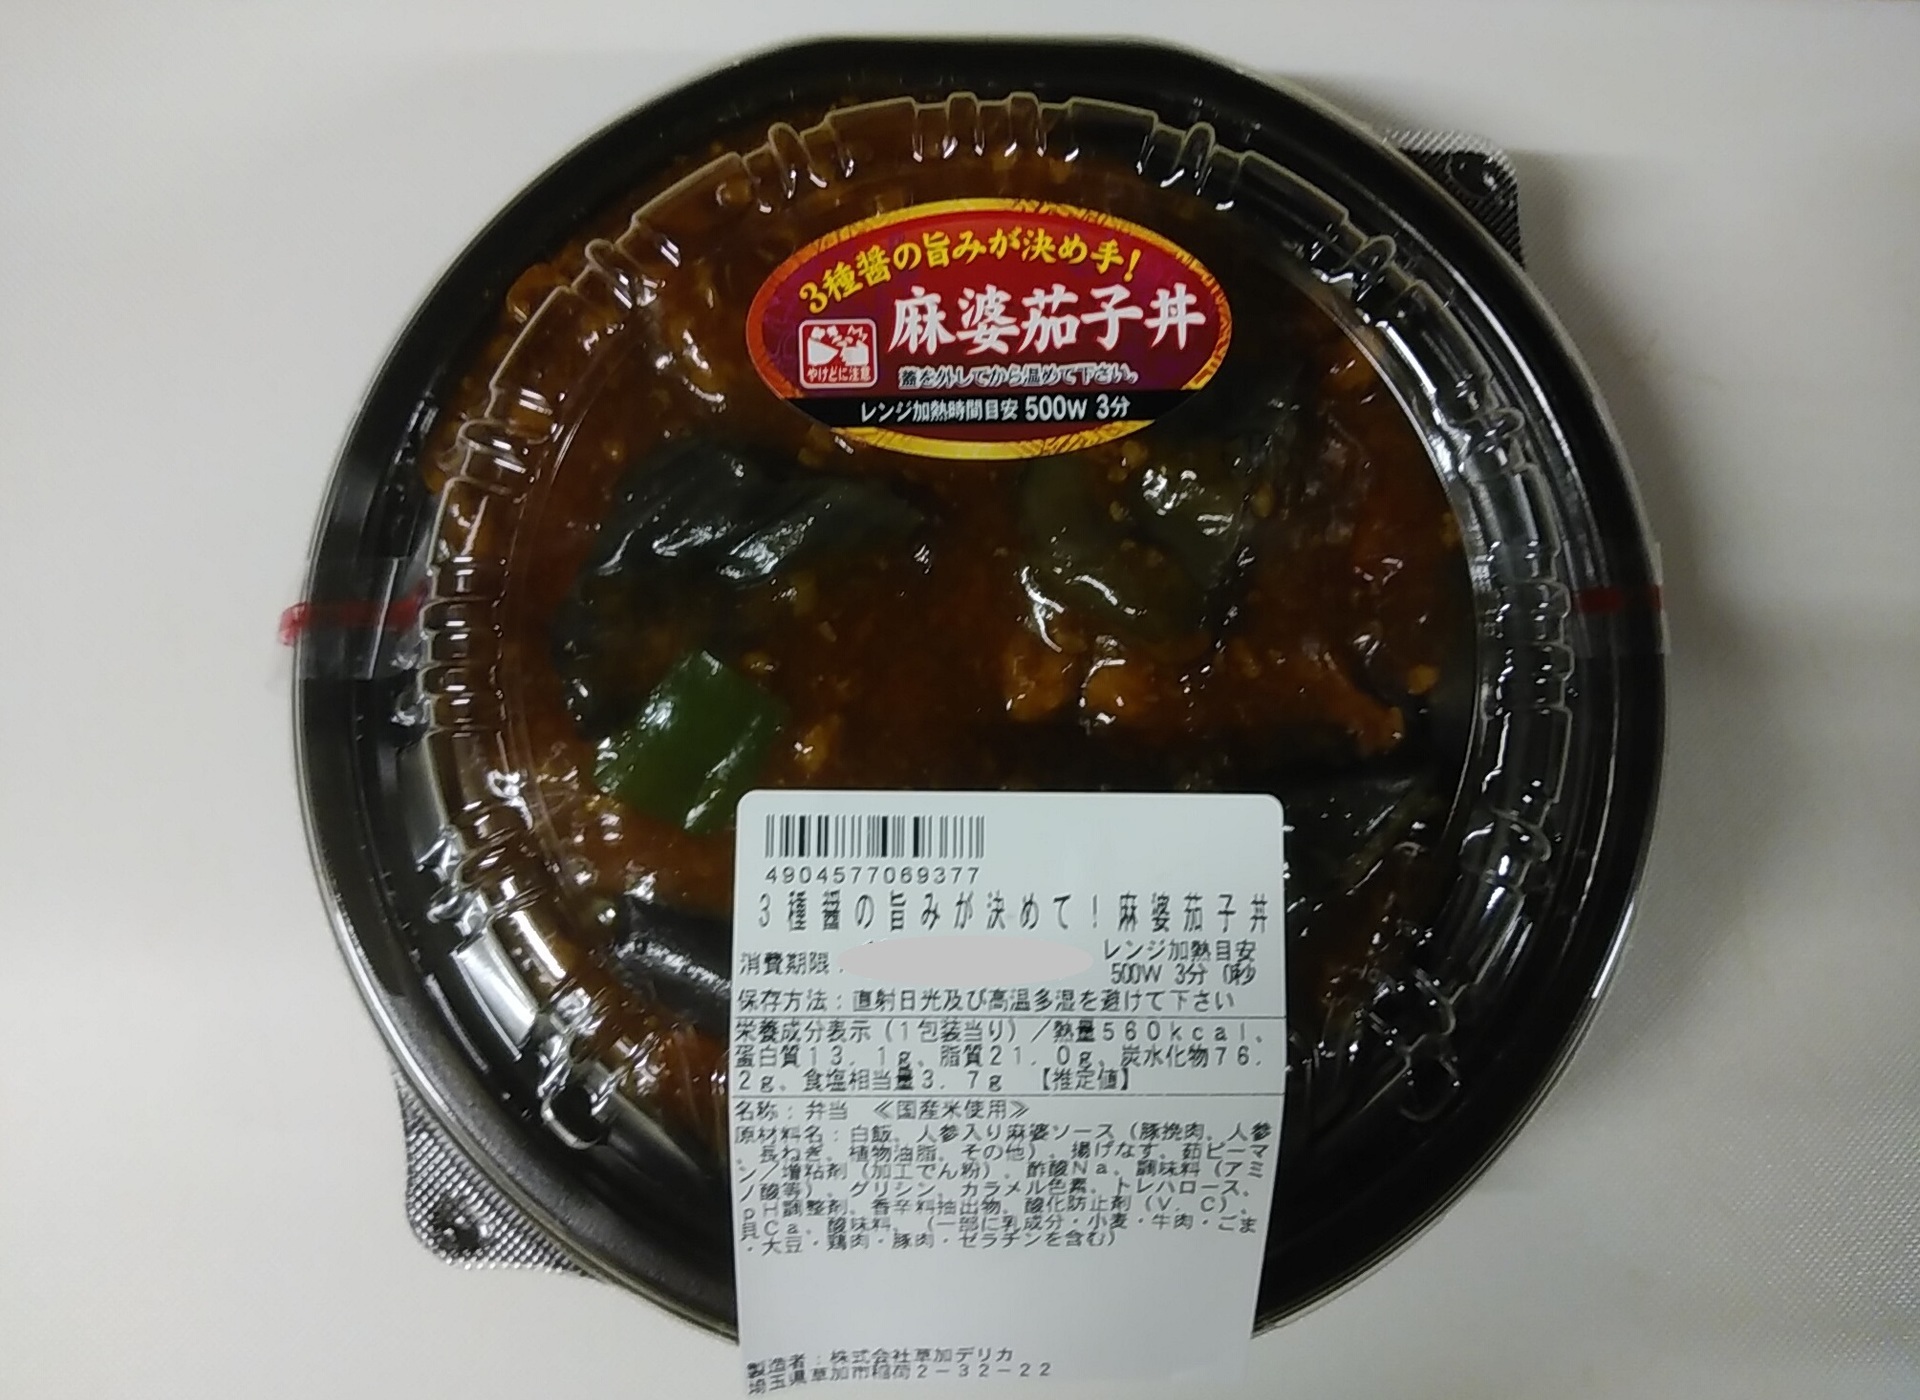 3種醤の旨みが決め手!
麻婆茄子丼
やけどに注意
蓋を外してから温めて下さい。
レンジ加熱時間目安 500W 3分
4904577069377
3種醤の旨みが決めて!麻婆茄子丼
消費期限:
レンジ加熱目安
500W 3分 0秒
保存方法:直射日光及び高温多湿を避けて下さい
栄養成分表示(1包装当り)/熱量560kcal、
蛋白質13.1g、脂質21.0g、炭水化物76.
2g、食塩相当量3.7g 【推定値】
名称:弁当 ≪国産米使用≫
原材料名:白飯、人参入り麻婆ソース(豚挽肉、人参
、長ねぎ、植物油脂、その他)、揚げなす、茹ピーマ
ン/増粘剤(加工でん粉)、酢酸Na、調味料(アミ
ノ酸等)、グリシン、カラメル色素、トレハロース、
pH調整剤、香辛料抽出物、酸化防止剤(V.C)、
貝Ca、酸味料、(一部に乳成分・小麦・牛肉・ごま
・大豆・鶏肉・豚肉・ゼラチンを含む)
製造者:株式会社草加デリカ
埼玉県草加市稲荷2-32-22